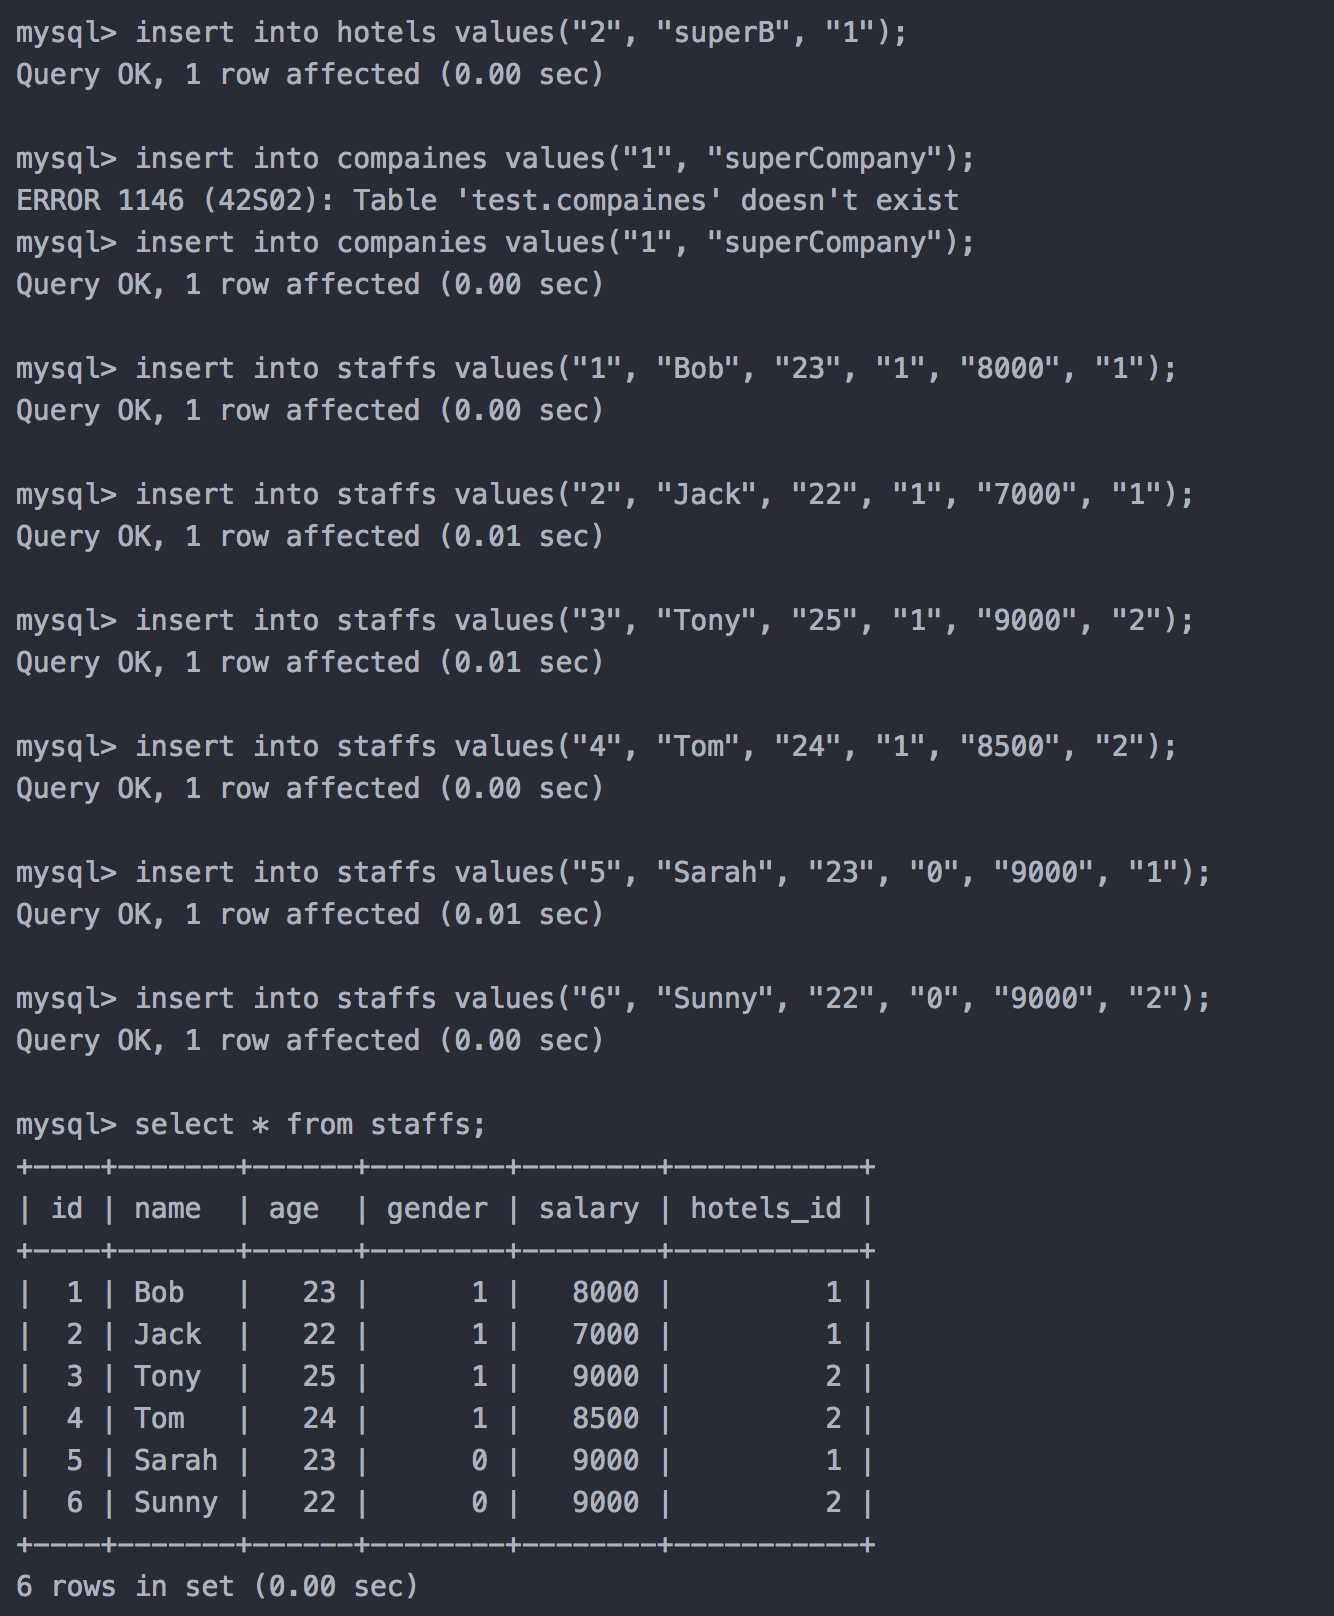 mysql> insert into hotels values("2", "superB", "1");
Query OK, 1 row affected (0.00 sec)
mysql> insert into compaines values("1", "superCompany");
ERROR 1146 (42S02): Table 'test.compaines' doesn't exist
mysql> insert into companies values("1", "superCompany");
Query OK, 1 row affected (0.00 sec)
mysql> insert into staffs values("1", "Bob", "23", "1", "8000", "1");
Query OK, 1 row affected (0.00 sec)
mysql> insert into staffs values("2", "Jack", "22", "1", "7000", "1");
Query OK, 1 row affected (0.01 sec)
mysql> insert into staffs values("3", "Tony", "25", "1", "9000", "2");
Query OK, 1 row affected (0.01 sec)
mysql> insert into staffs values("4", "Tom", "24", "1", "8500", "2");
Query OK, 1 row affected (0.00 sec)
mysql> insert into staffs values("5", "Sarah", "23", "0", "9000", "1");
Query OK, 1 row affected (0.01 sec)
mysql> insert into staffs values("6", "Sunny", "22", "0", "9000", "2");
Query OK, 1 row affected (0.00 sec)
mysql> select * from staffs;
+----+-------+------+--------+--------+-----------+
| id | name  | age  | gender | salary | hotels_id |
+----+-------+------+--------+--------+-----------+
|  1 | Bob   |   23 |      1 |   8000 |         1 |
|  2 | Jack  |   22 |      1 |   7000 |         1 |
|  3 | Tony  |   25 |      1 |   9000 |         2 |
|  4 | Tom   |   24 |      1 |   8500 |         2 |
|  5 | Sarah |   23 |      0 |   9000 |         1 |
|  6 | Sunny |   22 |      0 |   9000 |         2 |
+----+-------+------+--------+--------+-----------+
6 rows in set (0.00 sec)